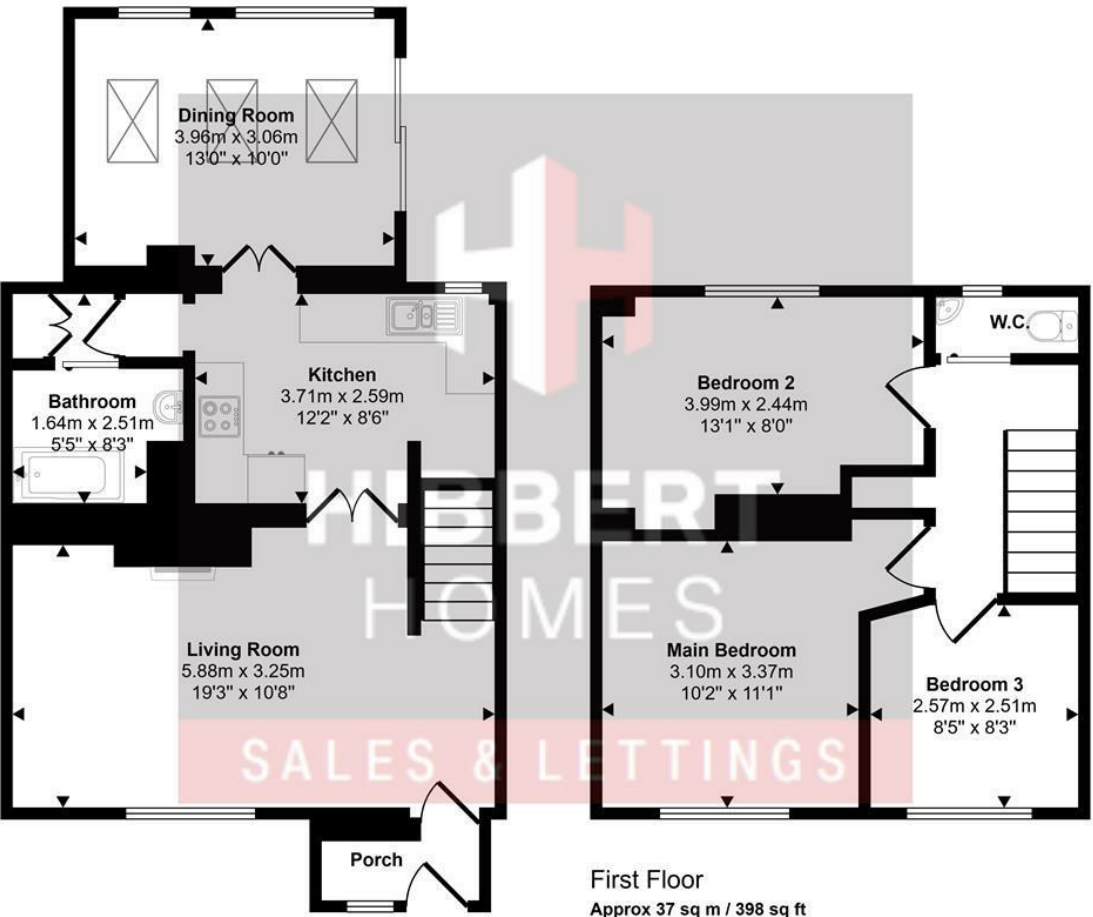 Dining Room
3.96m x 3.06m
13'0" x 10'0"
Kitchen
3.71m x 2.59m
12'2" x 8'6"
Bathroom
1.64m x 2.51m
5'5" x 8'3"
Living Room
5.88m x 3.25m
19'3" x 10'8"
Porch
W.C.
Bedroom 2
3.99m x 2.44m
13'1" x 8'0"
Main Bedroom
3.10m x 3.37m
10'2" x 11'1"
Bedroom 3
2.57m x 2.51m
8'5" x 8'3"
HIBBERT
HOMES
SALES & LETTINGS
First Floor
Approx 37 sq m / 398 sq ft